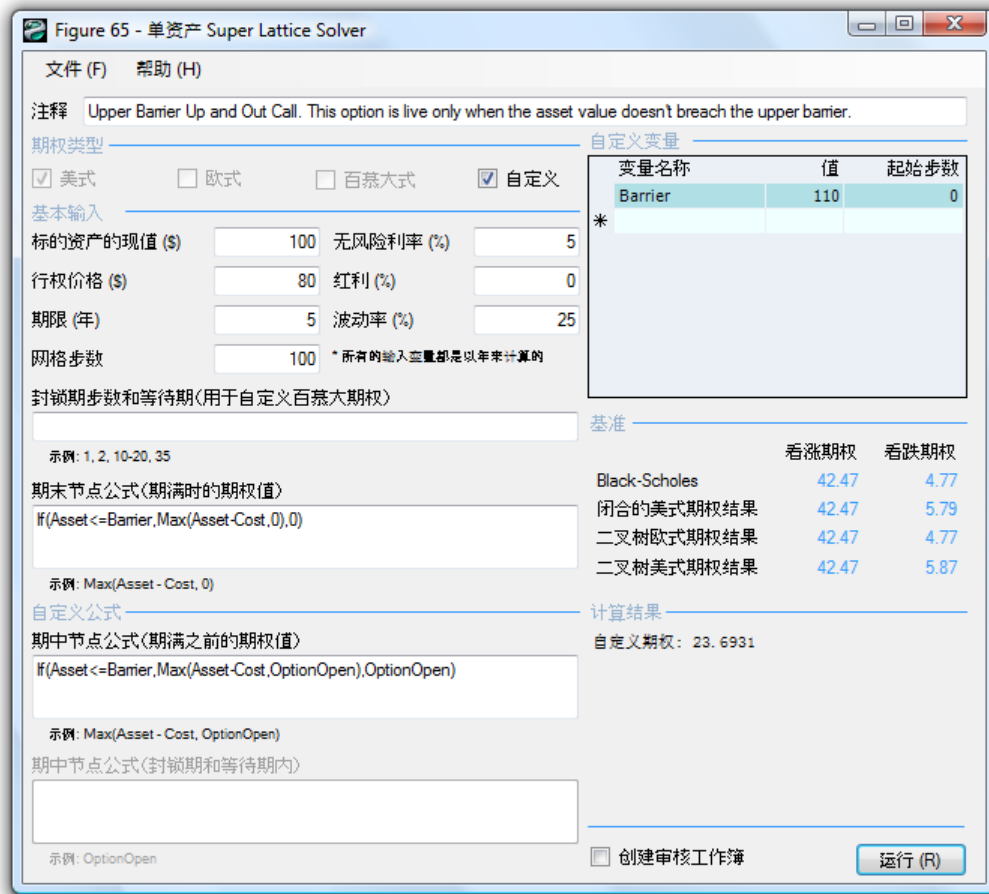 Figure 65 - 单资产 Super Lattice Solver
文件 (F) 帮助 (H)
注释 Upper Barrier Up and Out Call. This option is live only when the asset value doesn't breach the upper barrier.
期权类型
美式 欧式 百慕大式 自定义
基本输入
标的资产的现值 ($) 100 无风险利率 (%) 5
行权价格 ($) 80 红利 (%) 0
期限 (年) 5 波动率 (%) 25
网格步数 100 * 所有的输入变量都是以年来计算的
封锁期步数和等待期(用于自定义百慕大期权)
示例: 1, 2, 10-20, 35
期末节点公式(期满时的期权值)
If(Asset<=Barrier,Max(Asset-Cost,0),0)
示例: Max(Asset - Cost, 0)
自定义公式
期中节点公式(期满之前的期权值)
If(Asset<=Barrier,Max(Asset-Cost,OptionOpen),OptionOpen)
示例: Max(Asset - Cost, OptionOpen)
期中节点公式(封锁期和等待期内)
示例: OptionOpen
自定义变量
变量名称 值 起始步数
Barrier 110 0
*
基准
看涨期权 看跌期权
Black-Scholes 42.47 4.77
闭合的美式期权结果 42.47 5.79
二叉树欧式期权结果 42.47 4.77
二叉树美式期权结果 42.47 5.87
计算结果
自定义期权: 23.6931
创建审核工作簿 运行 (R)